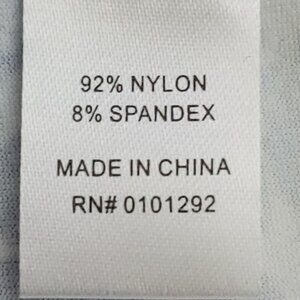 92% NYLON
8% SPANDEX
MADE IN CHINA
RN# 0101292